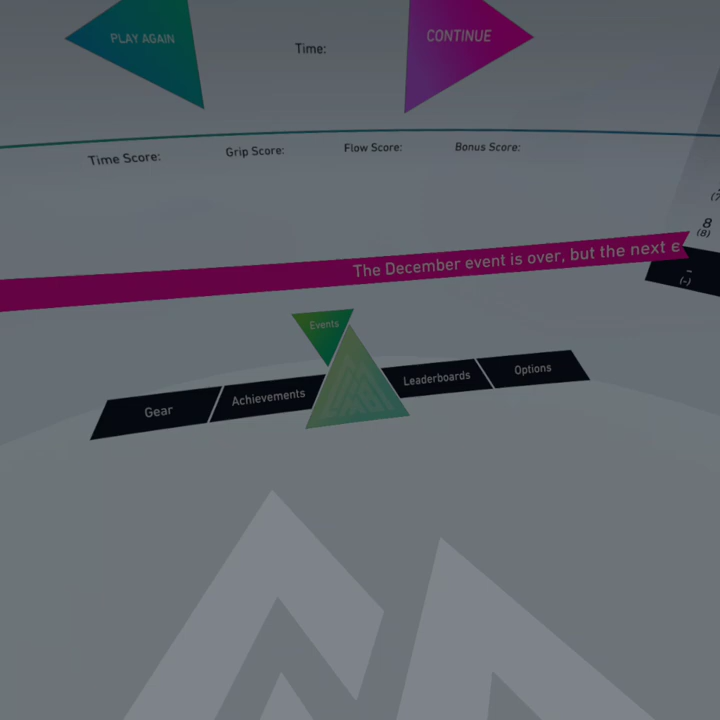 PLAY AGAIN
CONTINUE
Time:
Time Score:
Grip Score:
Flow Score:
Bonus Score:
8
(8)
The December event is over, but the next e
-
(-)
Events
Gear
Achievements
Leaderboards
Options